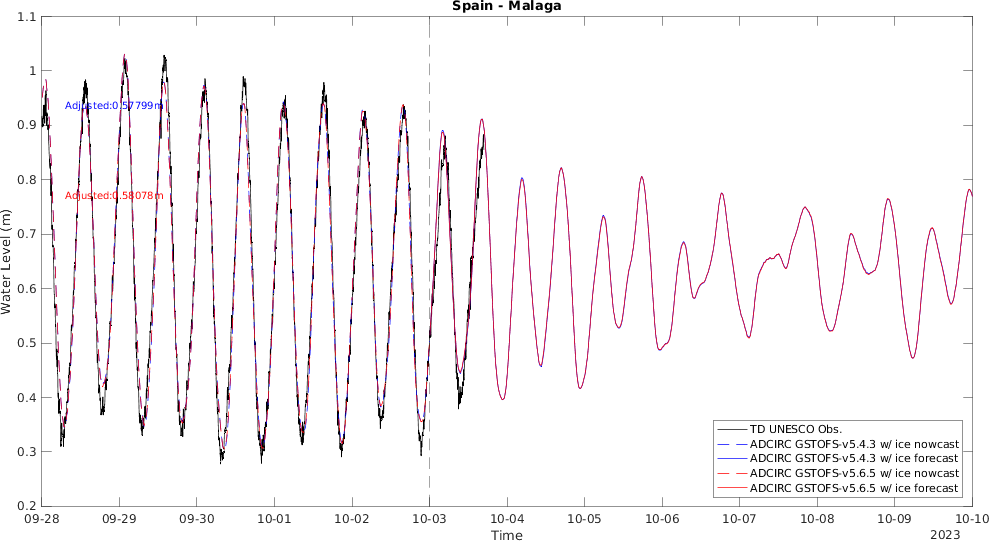 Spain - Malaga
1.1
1
0.9
0.8
0.7
0.6
0.5
0.4
0.3
0.2
Water Level (m)
Adjusted:0.57799m
Adjusted:0.58078m
TD UNESCO Obs.
ADCIRC GSTOFS-v5.4.3 w/ ice nowcast
ADCIRC GSTOFS-v5.4.3 w/ ice forecast
ADCIRC GSTOFS-v5.6.5 w/ ice nowcast
ADCIRC GSTOFS-v5.6.5 w/ ice forecast
09-28 09-29 09-30 10-01 10-02 10-03 10-04 10-05 10-06 10-07 10-08 10-09 10-10
Time
2023